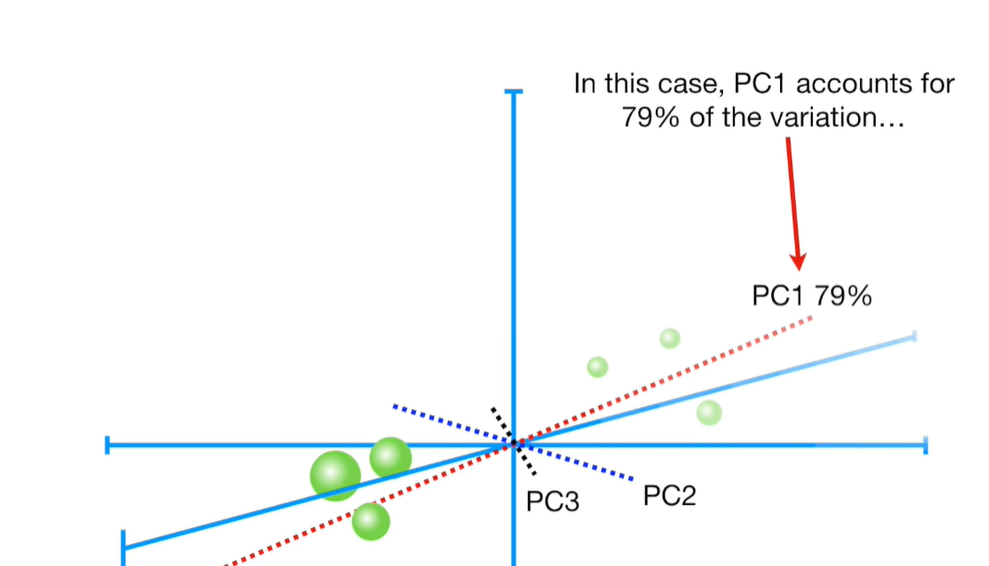 In this case, PC1 accounts for
79% of the variation…
PC1 79%
PC3
PC2